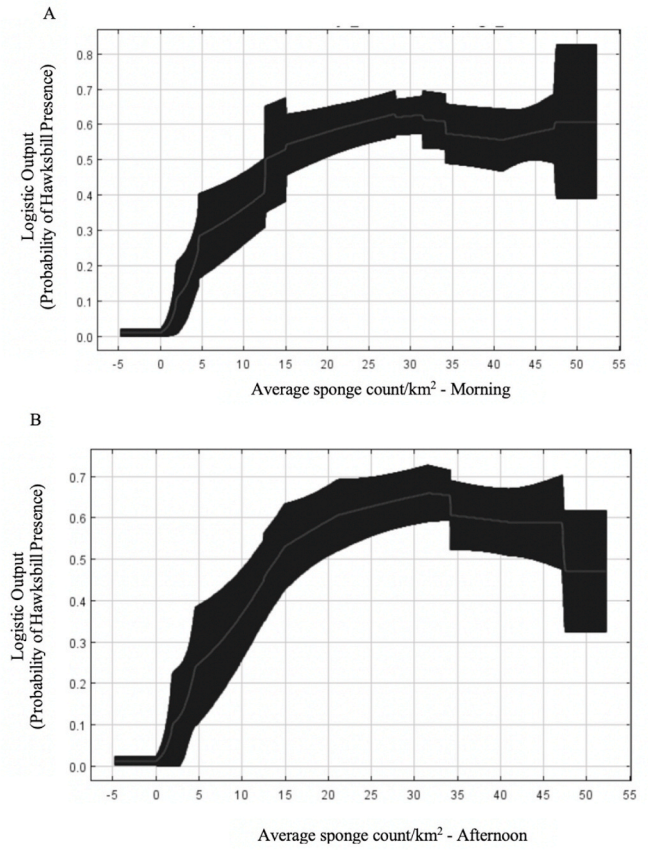 A
Logistic Output
(Probability of Hawksbill Presence)
0.8
0.7
0.6
0.5
0.4
0.3
0.2
0.1
0.0
-5 0 5 10 15 20 25 30 35 40 45 50 55
Average sponge count/km² - Morning
B
Logistic Output
(Probability of Hawksbill Presence)
0.7
0.6
0.5
0.4
0.3
0.2
0.1
0.0
-5 0 5 10 15 20 25 30 35 40 45 50 55
Average sponge count/km² - Afternoon